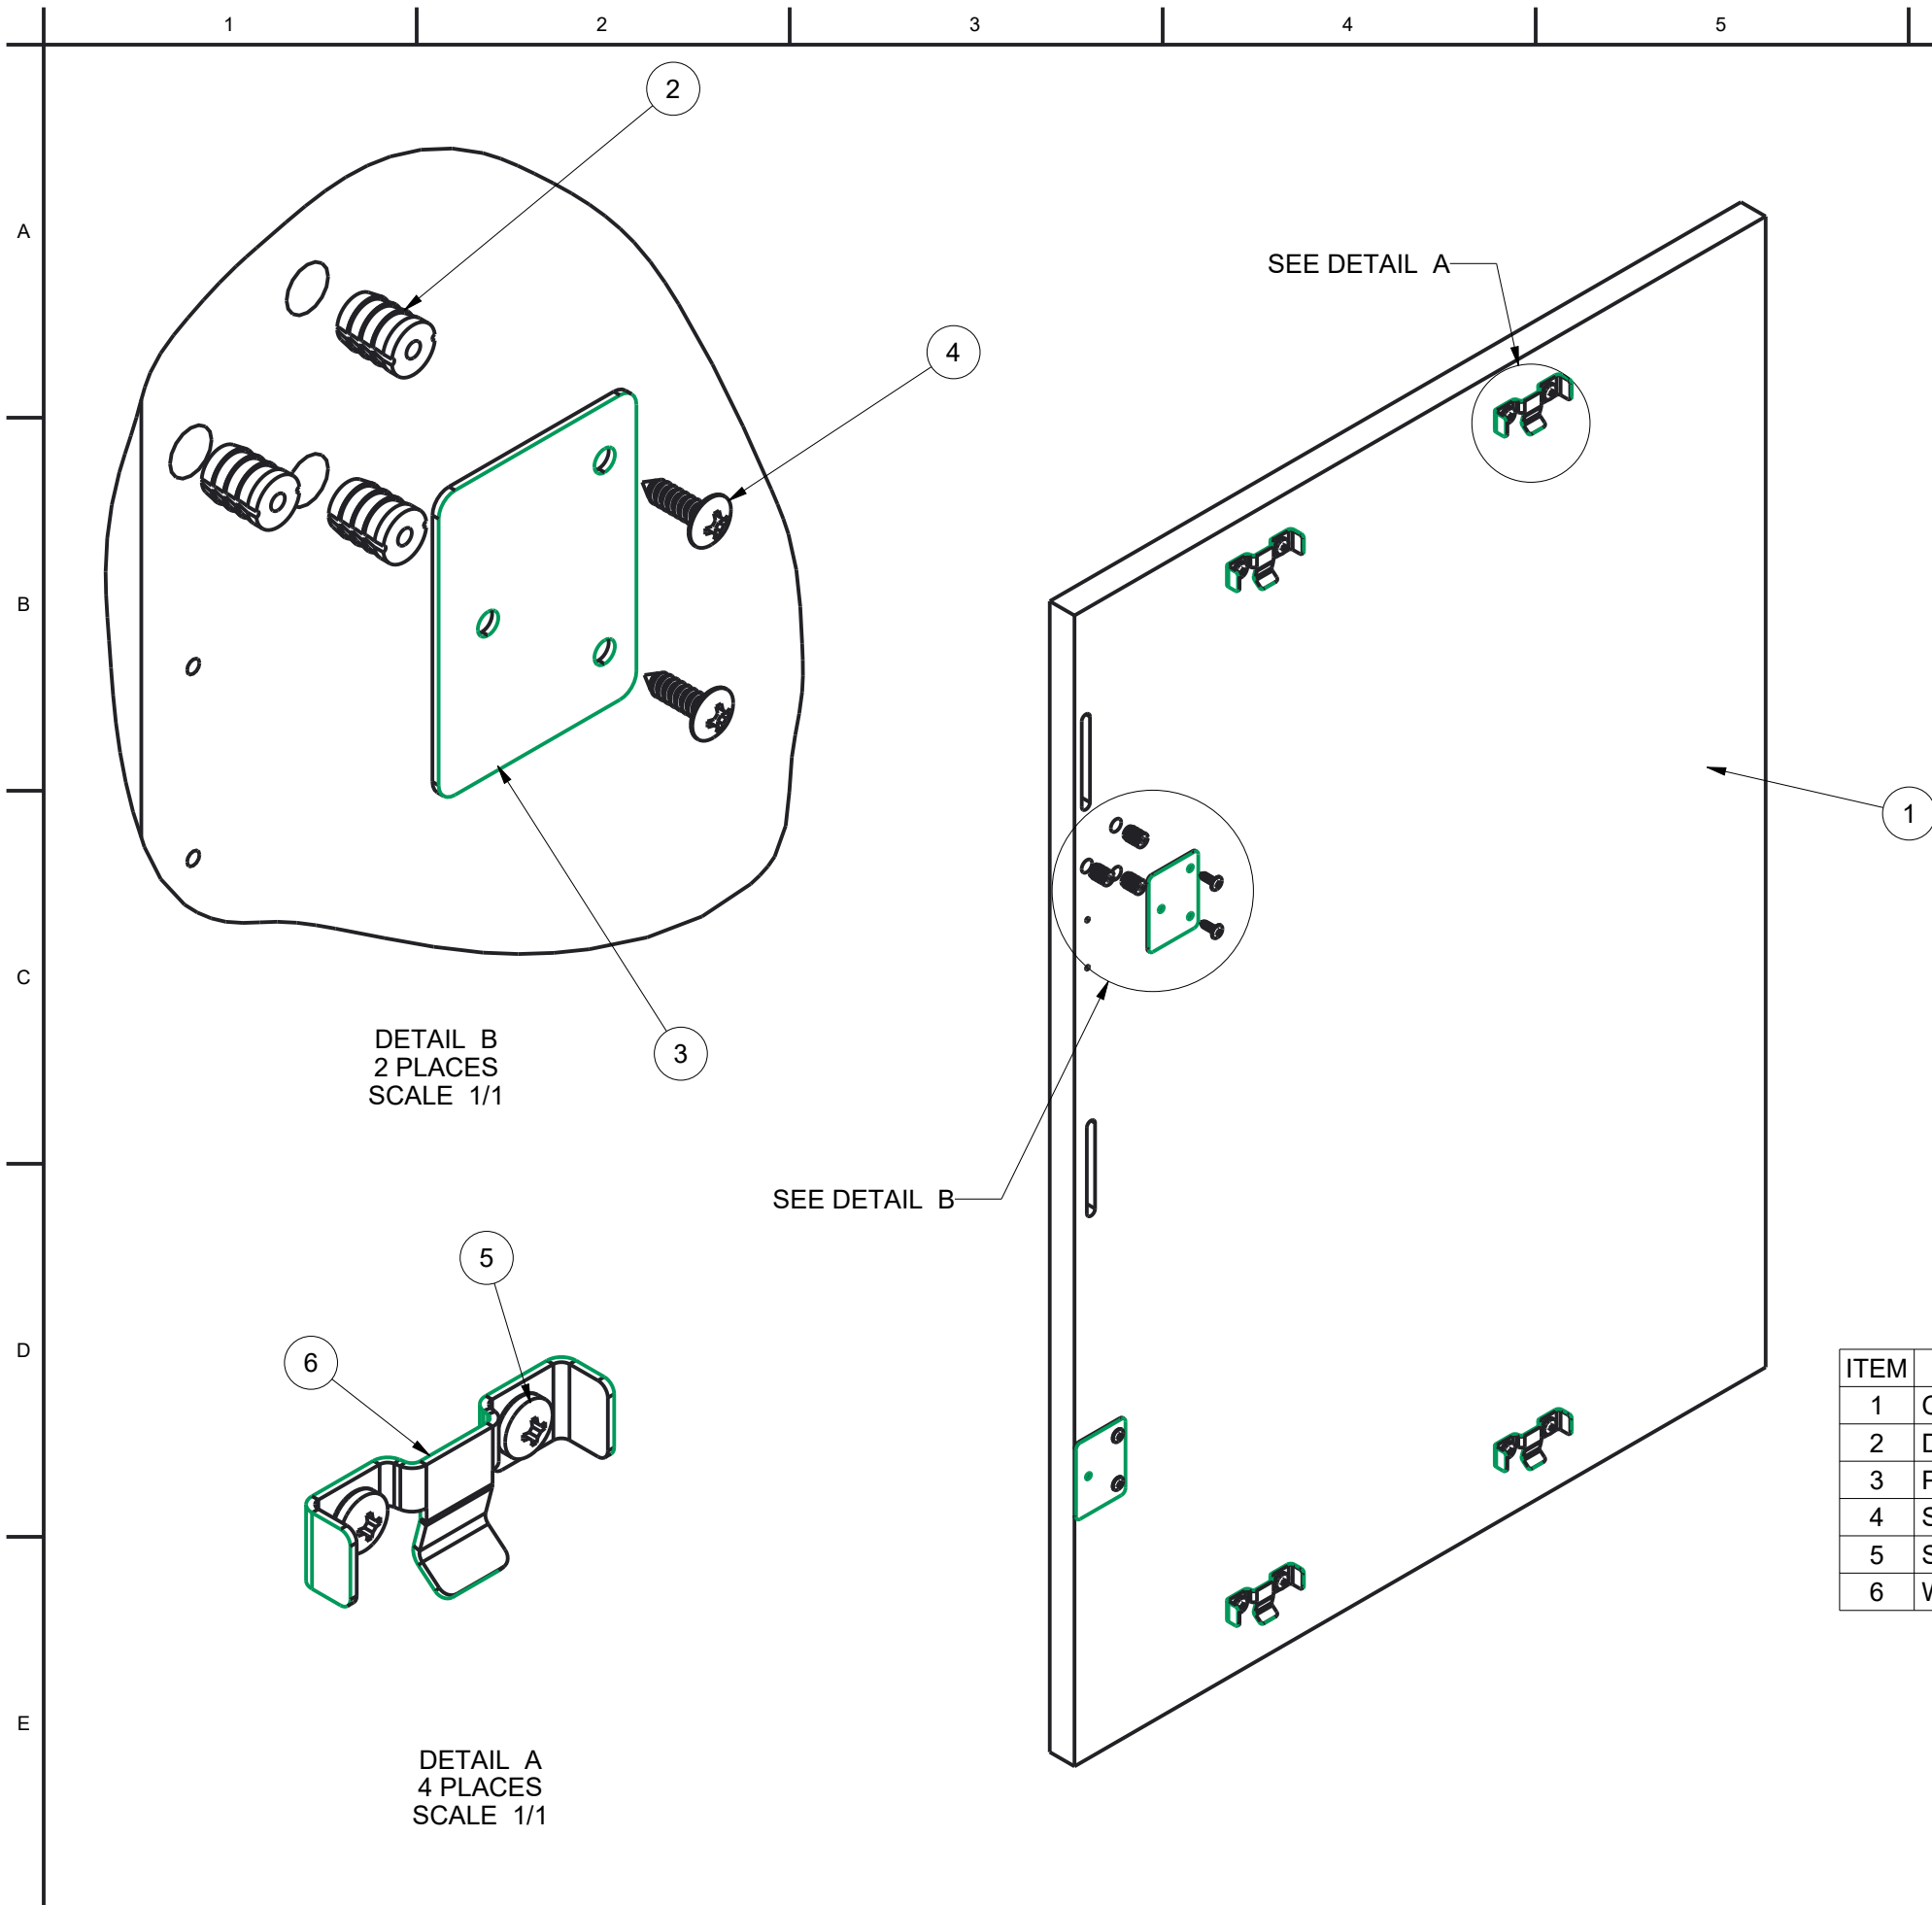 1 2 3 4 5
2
A
SEE DETAIL A
4
B
1
C
DETAIL B
2 PLACES
SCALE 1/1
3
SEE DETAIL B
5
D
6
ITEM
1
2
3
4
5
6
E
DETAIL A
4 PLACES
SCALE 1/1